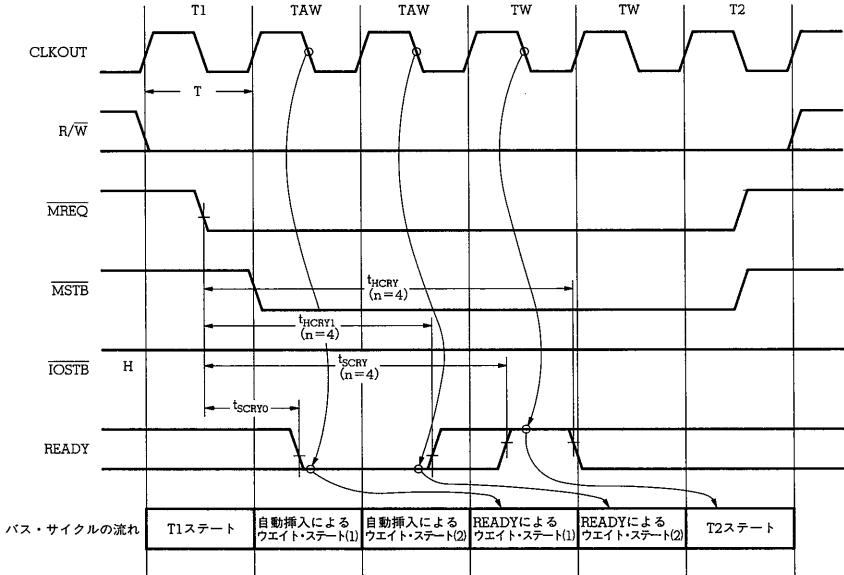 T1 TAW TAW TW TW T2
CLKOUT
T
R/W̅
M̅R̅E̅Q̅
M̅S̅T̅B̅
tHCRY
(n=4)
tHCRY1
(n=4)
I̅O̅S̅T̅B̅ H
tSCRY
(n=4)
tSCRY0
READY
バス・サイクルの流れ
T1ステート
自動挿入による
ウエイト・ステート(1)
自動挿入による
ウエイト・ステート(2)
READYによる
ウエイト・ステート(1)
READYによる
ウエイト・ステート(2)
T2ステート